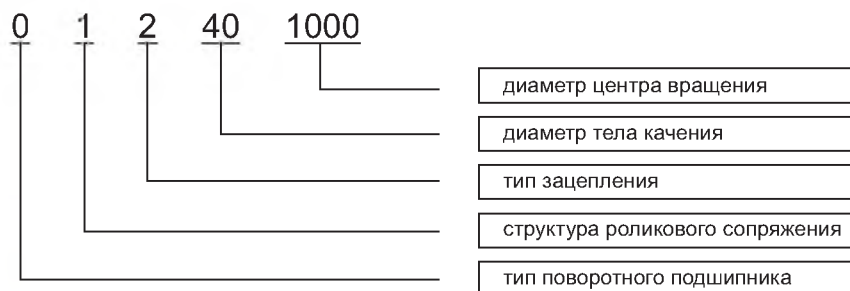 0 1 2 40 1000
диаметр центра вращения
диаметр тела качения
тип зацепления
структура роликового сопряжения
тип поворотного подшипника